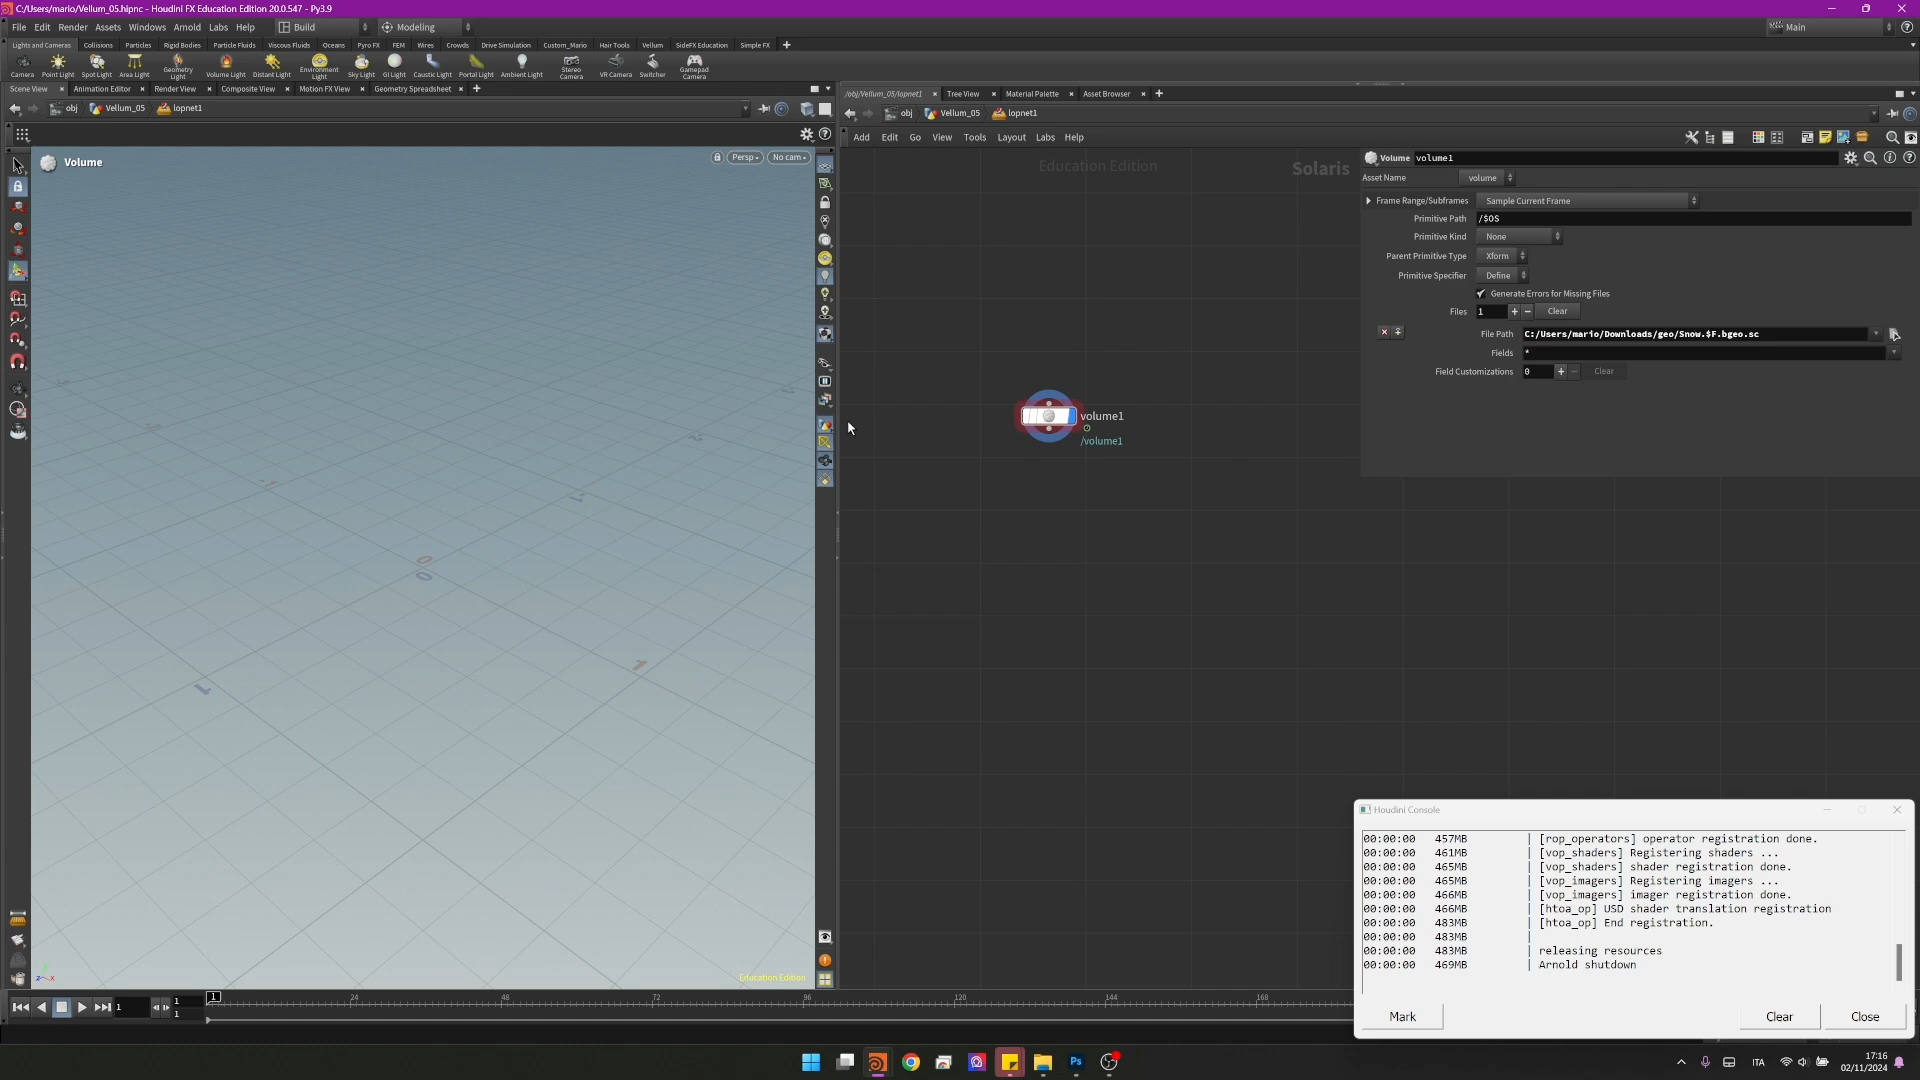 C:/Users/mario/Vellum_05.hipnc - Houdini FX Education Edition 20.0.547 - Py3.9
File Edit Render Assets Windows Arnold Labs Help Build Modeling Main
Lights and Cameras Collisions Particles Rigid Bodies Particle Fluids Viscous Fluids Oceans Pyro FX FEM Wires Crowds Drive Simulation Custom_Mario Hair Tools Vellum SideFX Education Simple FX
Camera Point Light Spot Light Area Light Geometry Light Volume Light Distant Light Environment Light Sky Light GI Light Caustic Light Portal Light Ambient Light Stereo Camera VR Camera Switcher Gamepad Camera
Scene View Animation Editor Render View Composite View Motion FX View Geometry Spreadsheet
obj Vellum_05 lopnet1
Volume
Persp No cam
0
0
1
1
Education Edition
/obj/Vellum_05/lopnet1 Tree View Material Palette Asset Browser
obj Vellum_05 lopnet1
Add Edit Go View Tools Layout Labs Help
Education Edition Solaris
volume1
/volume1
Volume volume1
Asset Name volume
Frame Range/Subframes Sample Current Frame
Primitive Path /$OS
Primitive Kind None
Parent Primitive Type Xform
Primitive Specifier Define
Generate Errors for Missing Files
Files 1 Clear
File Path C:/Users/mario/Downloads/geo/Snow.$F.bgeo.sc
Fields *
Field Customizations 0 Clear
Houdini Console
00:00:00 457MB | [rop_operators] operator registration done.
00:00:00 461MB | [vop_shaders] Registering shaders ...
00:00:00 465MB | [vop_shaders] shader registration done.
00:00:00 465MB | [vop_imagers] Registering imagers ...
00:00:00 466MB | [vop_imagers] imager registration done.
00:00:00 466MB | [htoa_op] USD shader translation registration
00:00:00 483MB | [htoa_op] End registration.
00:00:00 483MB |
00:00:00 483MB | releasing resources
00:00:00 469MB | Arnold shutdown
Mark Clear Close
1 1 1 1 24 48 72 96 120 144 168
ITA
17:16
02/11/2024